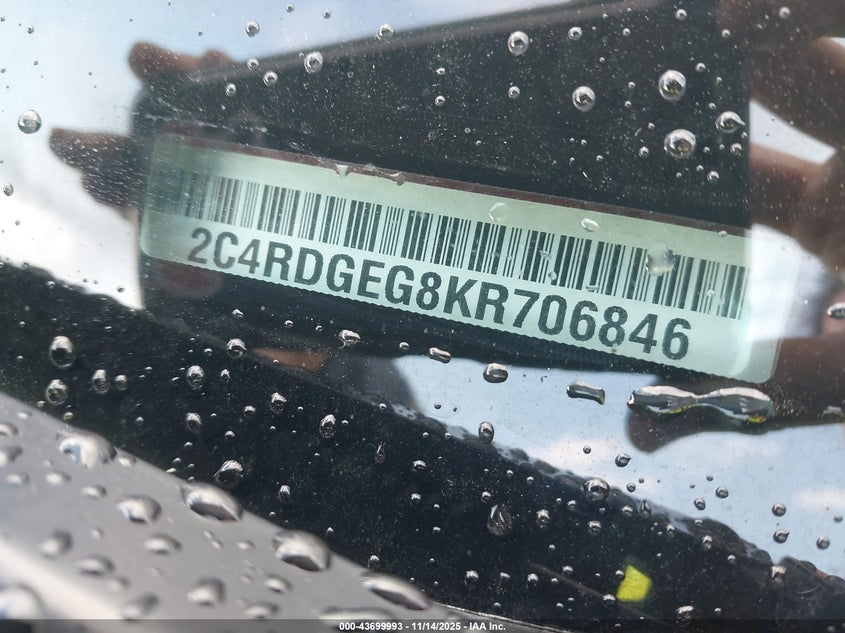 2C4RDGEG8KR706846
000-43699993 - 11/14/2025 - IAA Inc.